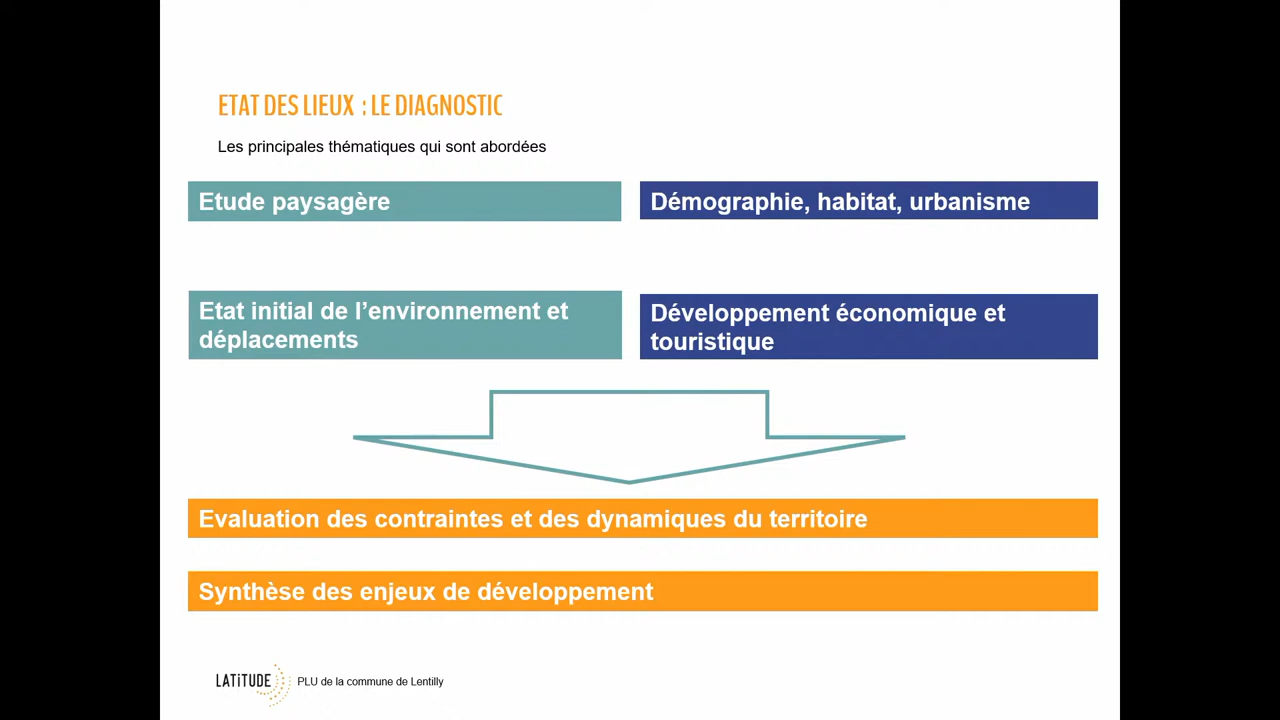 ETAT DES LIEUX : LE DIAGNOSTIC
Les principales thématiques qui sont abordées
Etude paysagère
Démographie, habitat, urbanisme
Etat initial de l’environnement et
déplacements
Développement économique et
touristique
Evaluation des contraintes et des dynamiques du territoire
Synthèse des enjeux de développement
LATiTUDE
PLU de la commune de Lentilly